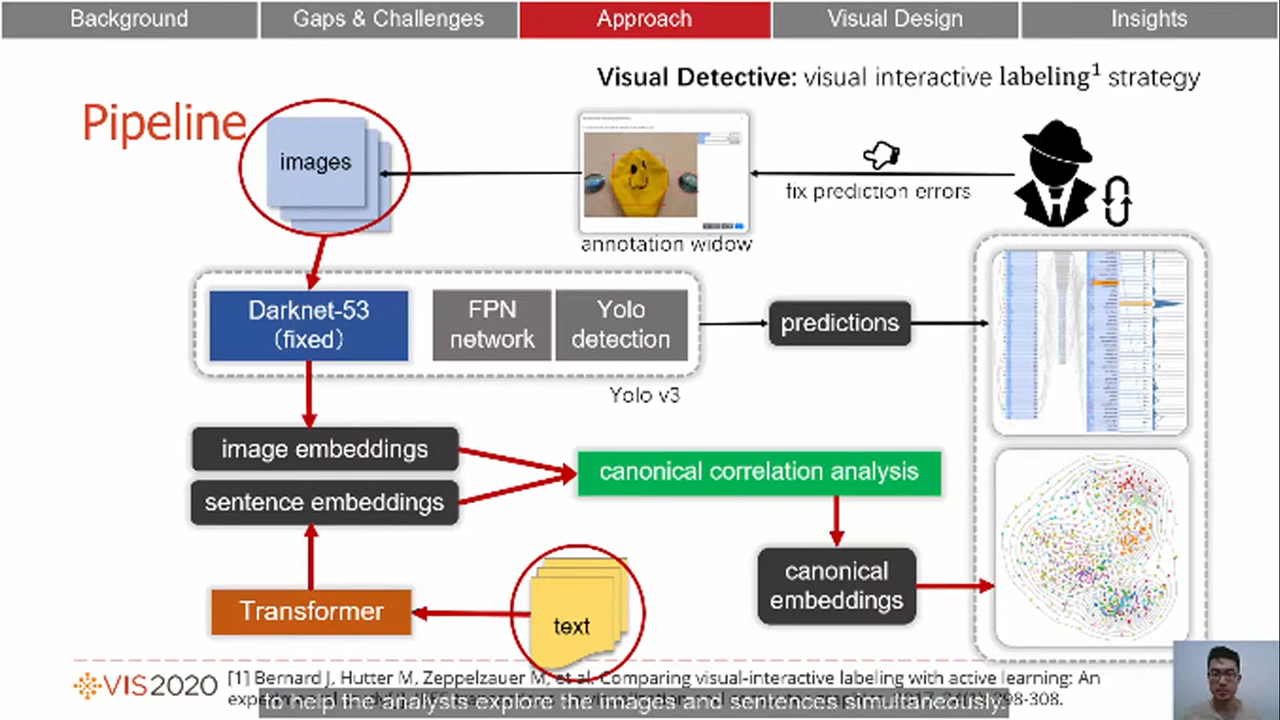 Background
Gaps & Challenges
Approach
Visual Design
Insights
Visual Detective: visual interactive labeling1 strategy
Pipeline
images
fix prediction errors
annotation widow
Darknet-53
(fixed)
FPN
network
Yolo
detection
predictions
Yolo v3
image embeddings
canonical correlation analysis
sentence embeddings
canonical
embeddings
Transformer
text
VIS2020
[1] Bernard J, Hutter M, Zeppelzauer M, et al. Comparing visual-interactive labeling with active learning: An
98-308.
to help the analysts explore the images and sentences simultaneously.